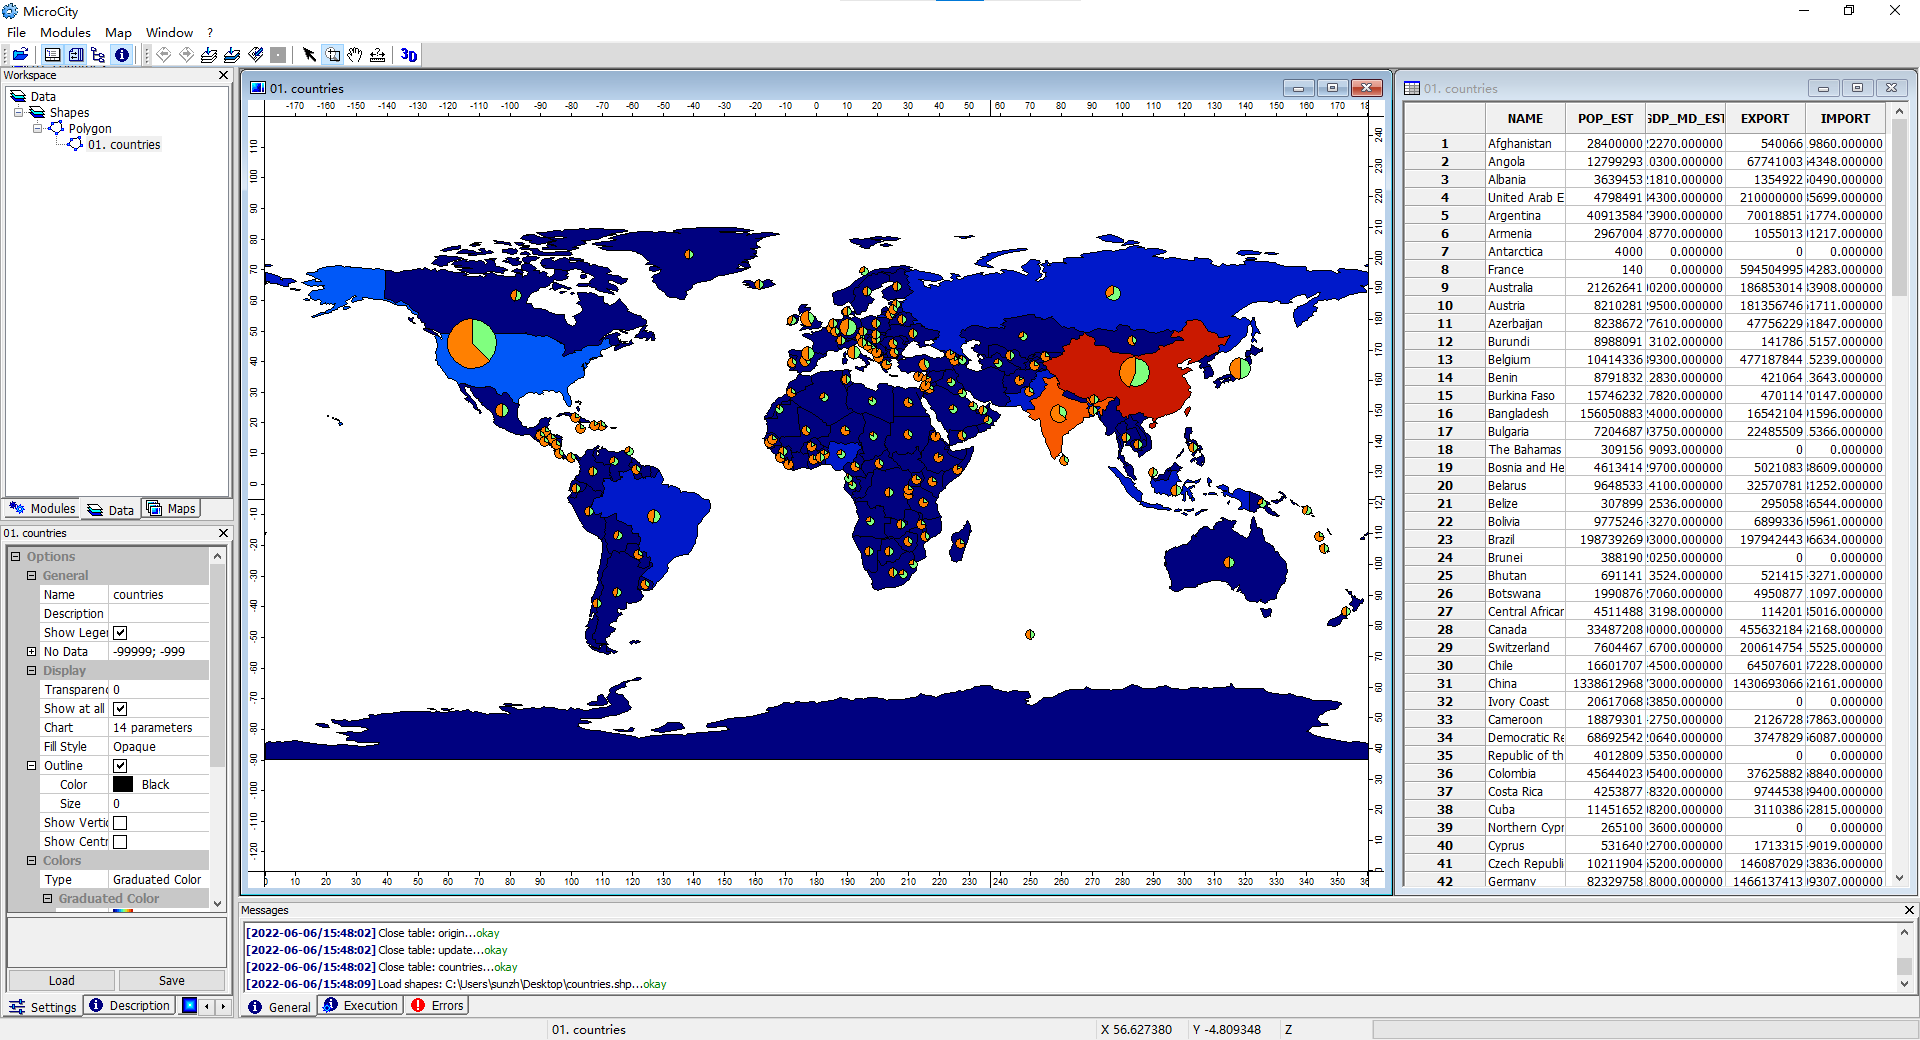 MicroCity
File Modules Map Window ?
3D
Workspace
Data
Shapes
Polygon
01. countries
Modules Data Maps
01. countries
Options
General
Name countries
Description
Show Leger
No Data -99999; -999
Display
Transparenc 0
Show at all
Chart 14 parameters
Fill Style Opaque
Outline
Color Black
Size 0
Show Vertic
Show Centr
Colors
Type Graduated Color
Graduated Color
Load Save
Settings Description
01. countries
-170 -160 -150 -140 -130 -120 -110 -100 -90 -80 -70 -60 -50 -40 -30 -20 -10 0 10 20 30 40 50 60 70 80 90 100 110 120 130 140 150 160 170
0 10 20 30 40 50 60 70 80 90 100 110 120 130 140 150 160 170 180 190 200 210 220 230 240 250 260 270 280 290 300 310 320 330 340 350
01. countries
NAME POP_EST GDP_MD_EST EXPORT IMPORT
1 Afghanistan 28400000 2270.000000 540066 9860.000000
2 Angola 12799293 0300.000000 67741003 4348.000000
3 Albania 3639453 1810.000000 1354922 0490.000000
4 United Arab E 4798491 4300.000000 210000000 5699.000000
5 Argentina 40913584 3900.000000 70018851 1774.000000
6 Armenia 2967004 8770.000000 1055013 1217.000000
7 Antarctica 4000 0.000000 0 0.000000
8 France 140 0.000000 594504995 4283.000000
9 Australia 21262641 0200.000000 186853014 3908.000000
10 Austria 8210281 9500.000000 181356746 1711.000000
11 Azerbaijan 8238672 7610.000000 47756229 1847.000000
12 Burundi 8988091 3102.000000 141786 5157.000000
13 Belgium 10414336 9300.000000 477187844 5239.000000
14 Benin 8791832 2830.000000 421064 3643.000000
15 Burkina Faso 15746232 7820.000000 470114 0147.000000
16 Bangladesh 156050883 4000.000000 16542104 1596.000000
17 Bulgaria 7204687 3750.000000 22485509 5366.000000
18 The Bahamas 309156 9093.000000 0 0.000000
19 Bosnia and He 4613414 9700.000000 5021083 8609.000000
20 Belarus 9648533 4100.000000 32570781 1252.000000
21 Belize 307899 2536.000000 295058 6544.000000
22 Bolivia 9775246 3270.000000 6899336 5961.000000
23 Brazil 198739269 3000.000000 197942443 6634.000000
24 Brunei 388190 0250.000000 0 0.000000
25 Bhutan 691141 3524.000000 521415 3271.000000
26 Botswana 1990876 7060.000000 4950877 1097.000000
27 Central Africar 4511488 3198.000000 114201 5016.000000
28 Canada 33487208 0000.000000 455632184 2168.000000
29 Switzerland 7604467 6700.000000 200614754 5525.000000
30 Chile 16601707 4500.000000 64507601 7228.000000
31 China 1338612968 3000.000000 1430693066 2161.000000
32 Ivory Coast 20617068 3850.000000 0 0.000000
33 Cameroon 18879301 2750.000000 2126728 7863.000000
34 Democratic Re 68692542 0640.000000 3747829 6087.000000
35 Republic of th 4012809 5350.000000 0 0.000000
36 Colombia 45644023 5400.000000 37625882 8840.000000
37 Costa Rica 4253877 8320.000000 9744538 9400.000000
38 Cuba 11451652 8200.000000 3110386 2815.000000
39 Northern Cypr 265100 3600.000000 0 0.000000
40 Cyprus 531640 2700.000000 1713315 9019.000000
41 Czech Republi 10211904 5200.000000 146087029 3836.000000
42 Germany 82329758 8000.000000 1466137413 9307.000000
Messages
[2022-06-06/15:48:02] Close table: origin...okay
[2022-06-06/15:48:02] Close table: update...okay
[2022-06-06/15:48:02] Close table: countries...okay
[2022-06-06/15:48:09] Load shapes: C:\Users\sunzh\Desktop\countries.shp...okay
General Execution Errors
01. countries X 56.627380 Y -4.809348 Z